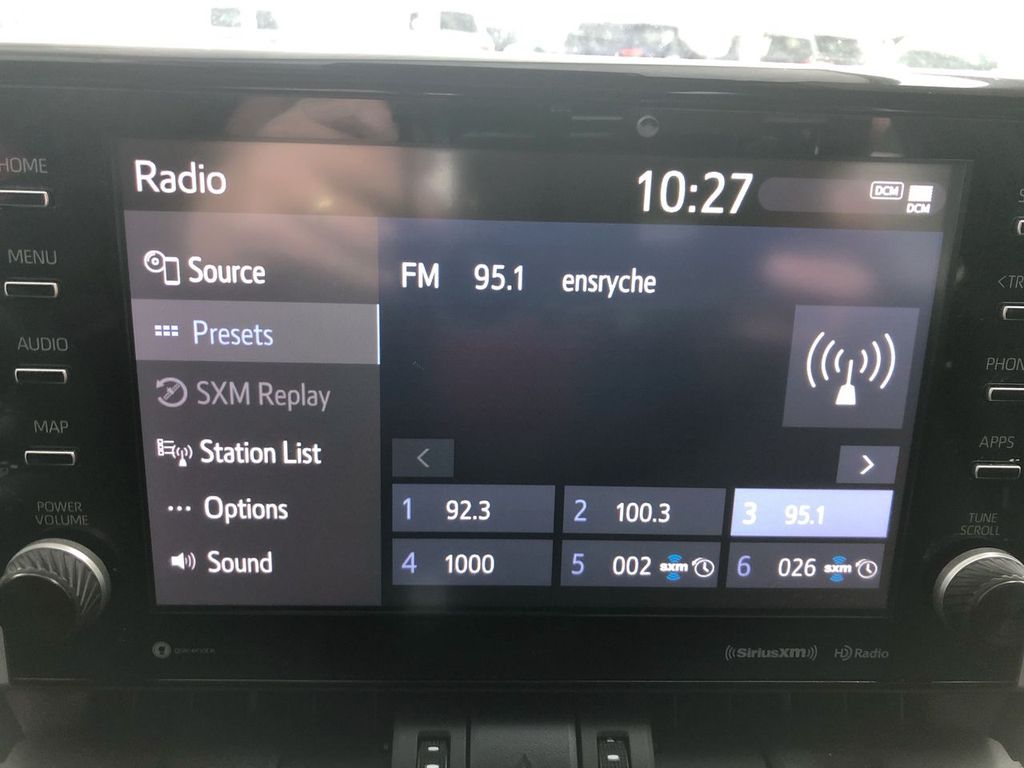 HOME
Radio
10:27
DCM
DCM
MENU
Source
FM 95.1 ensryche
Presets
AUDIO
SXM Replay
PHON
MAP
Station List
<
>
APPS
POWER
VOLUME
Options
1 92.3
2 100.3
3 95.1
TUNE
SCROLL
Sound
4 1000
5 002 sxm
6 026 sxm
gracenote
((SiriusXM))
HD Radio